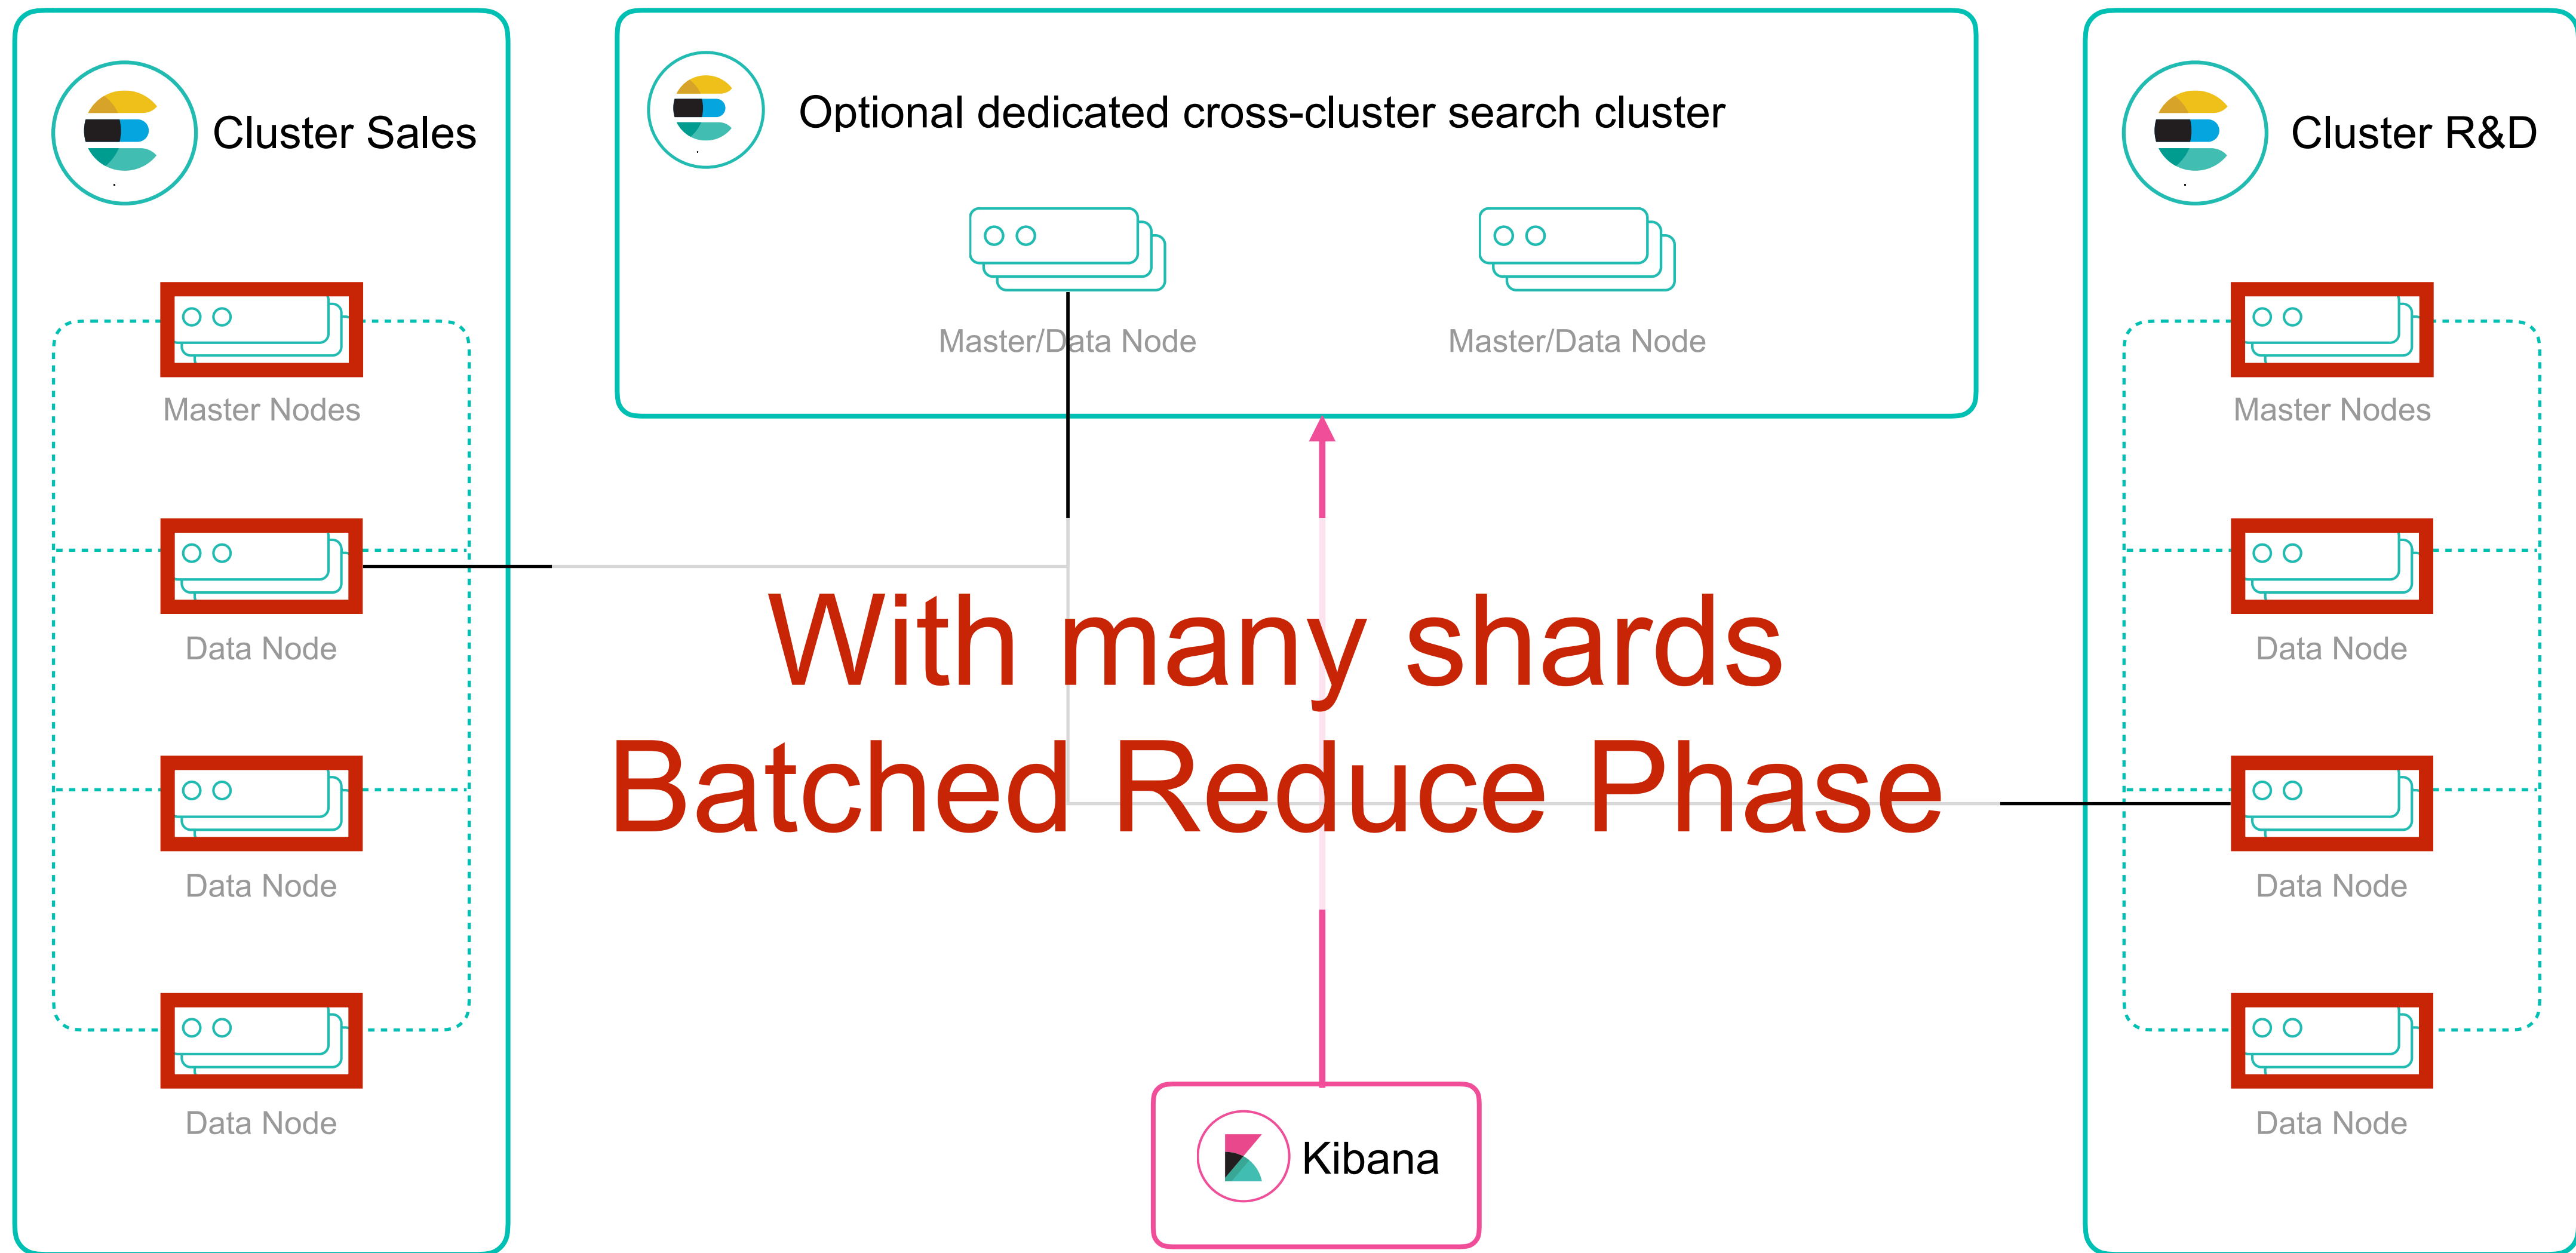 Cluster Sales
Master Nodes
Data Node
Data Node
Data Node
Optional dedicated cross-cluster search cluster
Master/Data Node
Master/Data Node
With many shards
Batched Reduce Phase
Kibana
Cluster R&D
Master Nodes
Data Node
Data Node
Data Node